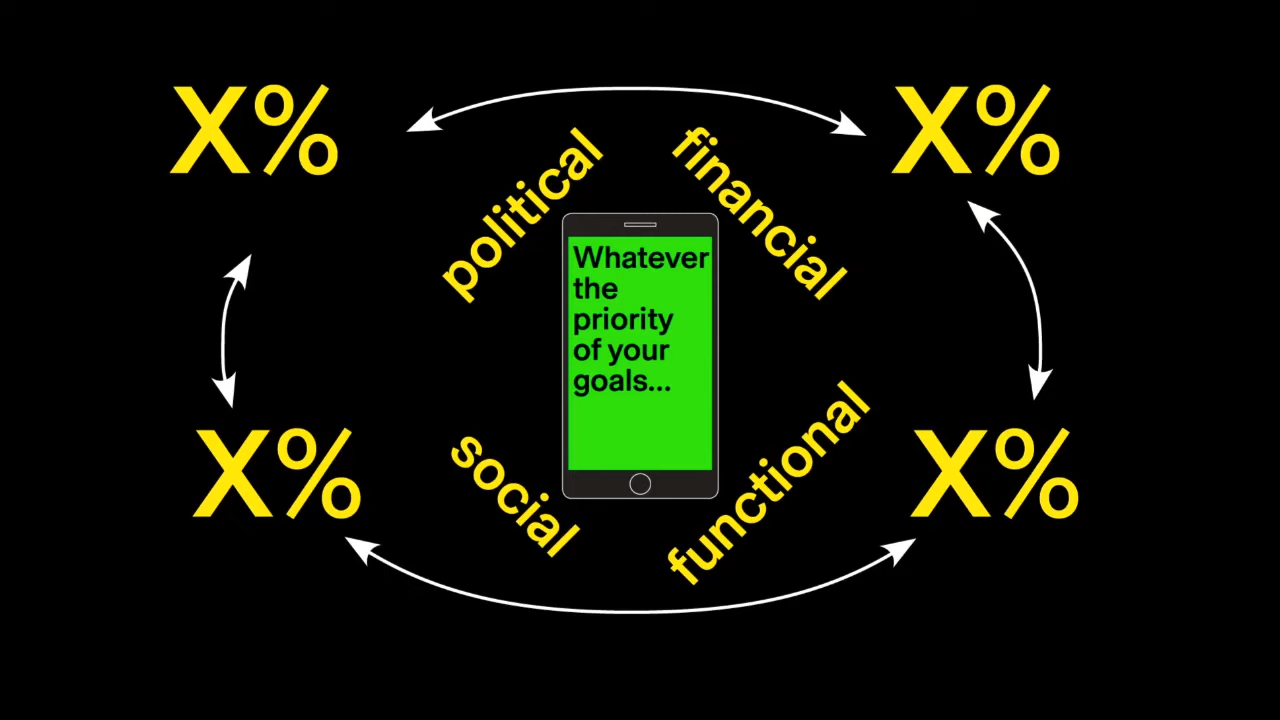 X%
X%
political
financial
Whatever
the
priority
of your
goals...
social
functional
X%
X%